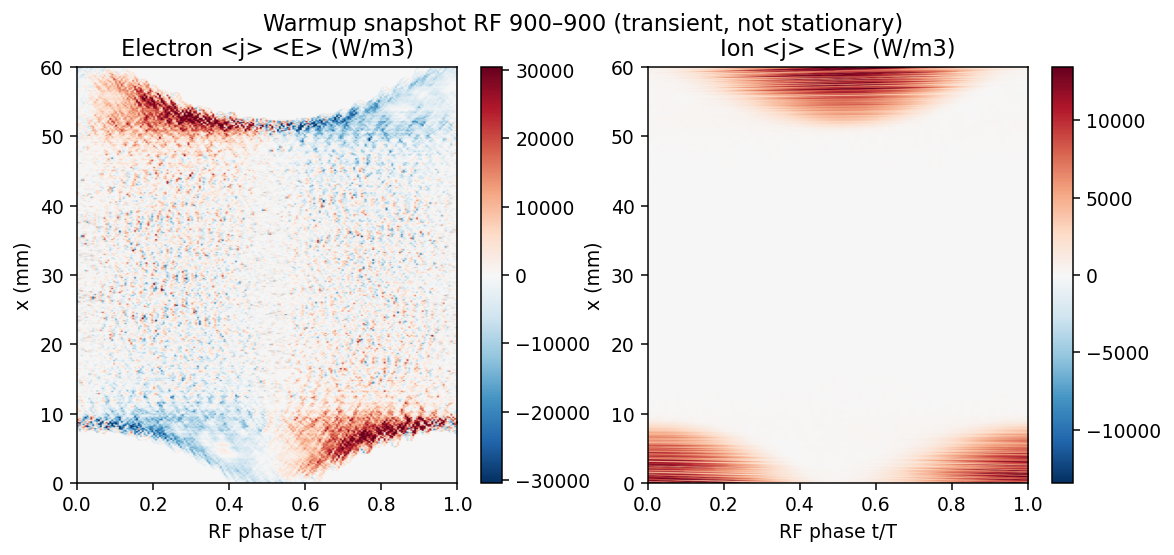 Warmup snapshot RF 900–900 (transient, not stationary)
Electron <j> <E> (W/m3)
Ion <j> <E> (W/m3)
60
50
40
30
20
10
0
x (mm)
0.0 0.2 0.4 0.6 0.8 1.0
RF phase t/T
30000
20000
10000
0
−10000
−20000
−30000
60
50
40
30
20
10
0
x (mm)
0.0 0.2 0.4 0.6 0.8 1.0
RF phase t/T
10000
5000
0
−5000
−10000